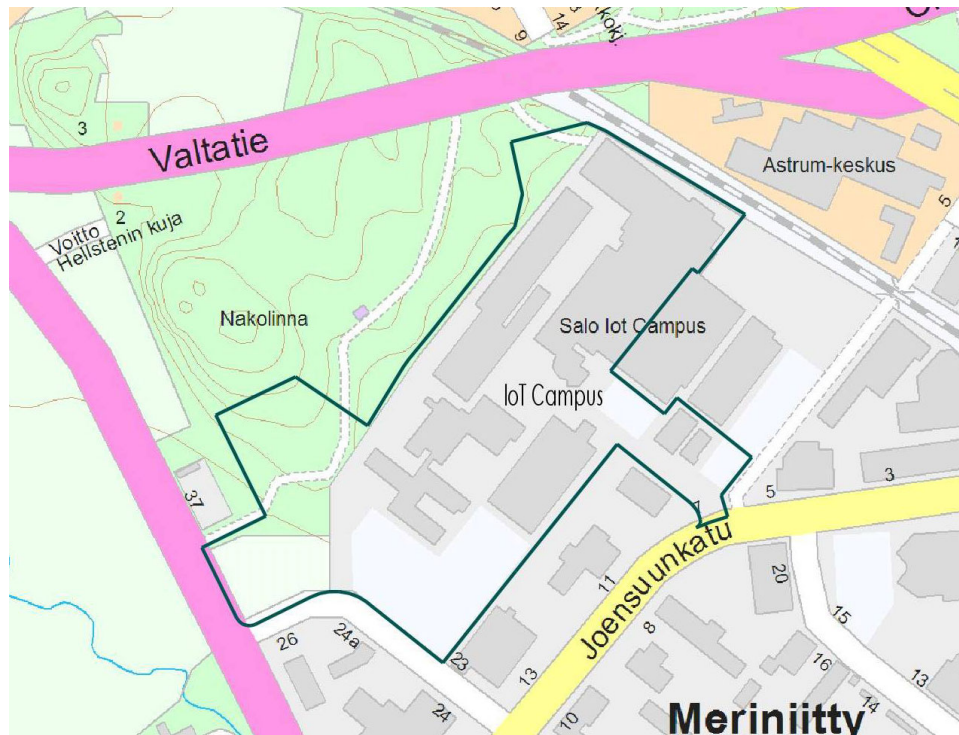 9
14
3
Valtatie
Astrum-keskus
2
Voitto
Hellstenin kuja
5
Nakolinna
Salo Iot Campus
IoT Campus
37
7
5
3
Joensuunkatu
11
20
15
26
24a
23
13
8
16
13
14
24
10
Meriniitty